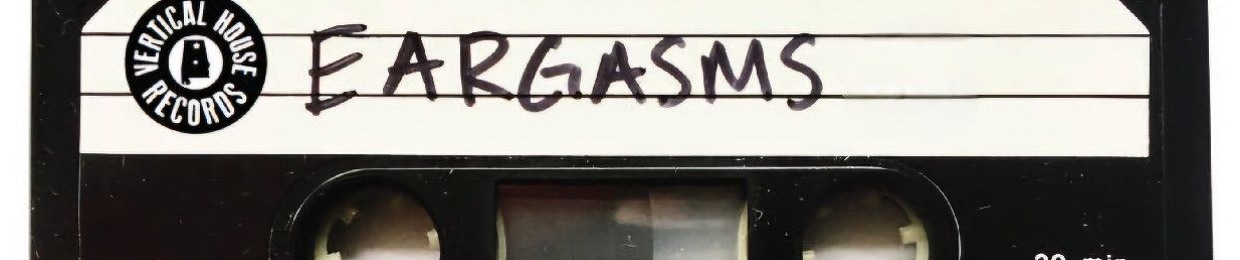 VERTICAL HOUSE
RECORDS
EARGASMS